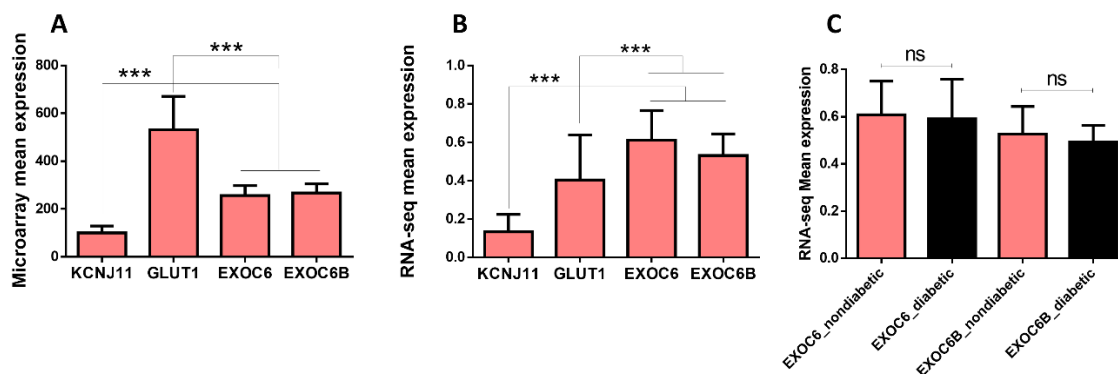 A
Microarray mean expression
800
600
400
200
0
***
***
KCNJ11 GLUT1 EXOC6 EXOC6B
B
RNA-seq mean expression
1.0
0.8
0.6
0.4
0.2
0.0
***
***
KCNJ11 GLUT1 EXOC6 EXOC6B
C
RNA-seq Mean expression
0.8
0.6
0.4
0.2
0.0
ns
ns
EXOC6_nondiabetic
EXOC6_diabetic
EXOC6B_nondiabetic
EXOC6B_diabetic